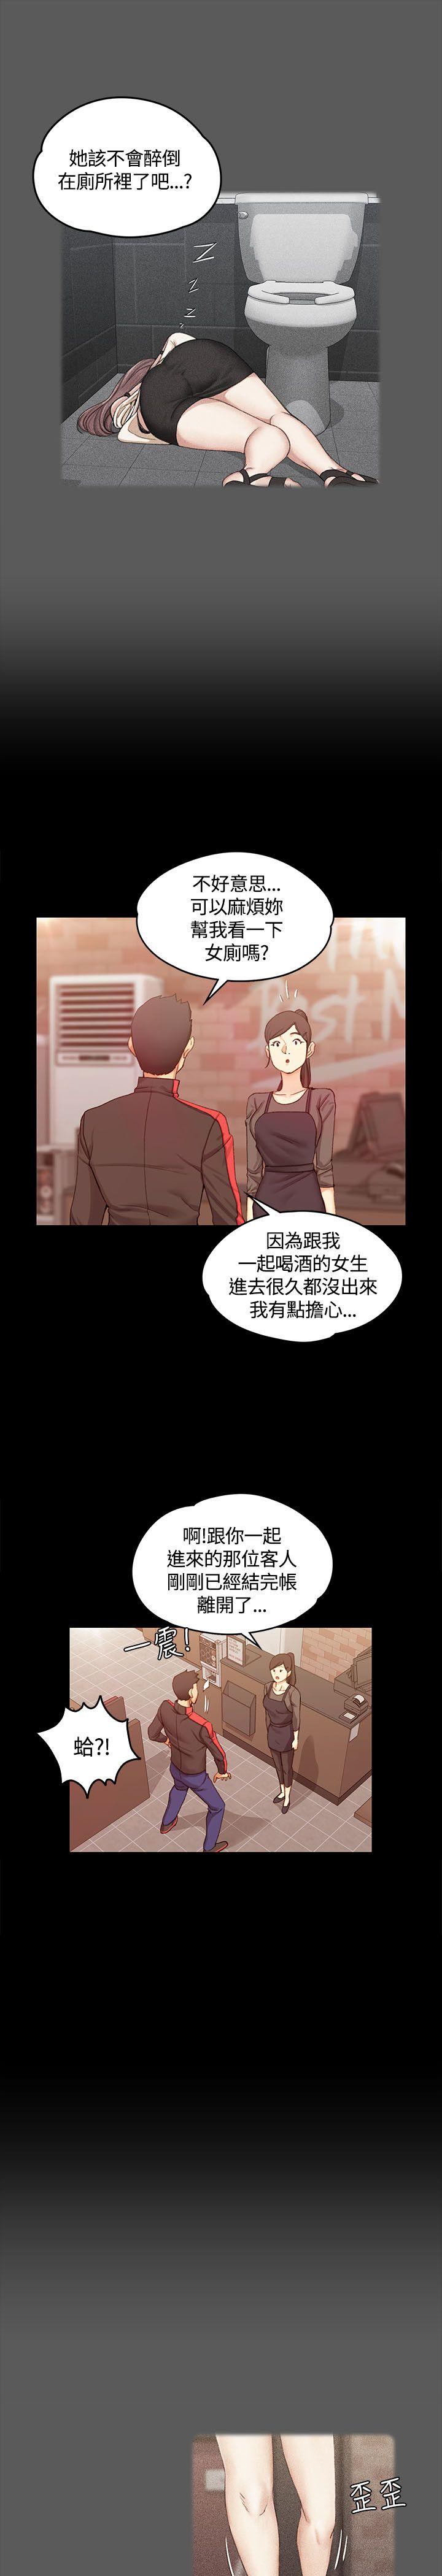 她該不會醉倒
在廁所裡了吧...?
z
z
z
不好意思...
可以麻煩妳
幫我看一下
女廁嗎?
因為跟我
一起喝酒的女生
進去很久都沒出來
我有點擔心...
啊!跟你一起
進來的那位客人
剛剛已經結完帳
離開了...
一震!
蛤?!
歪歪